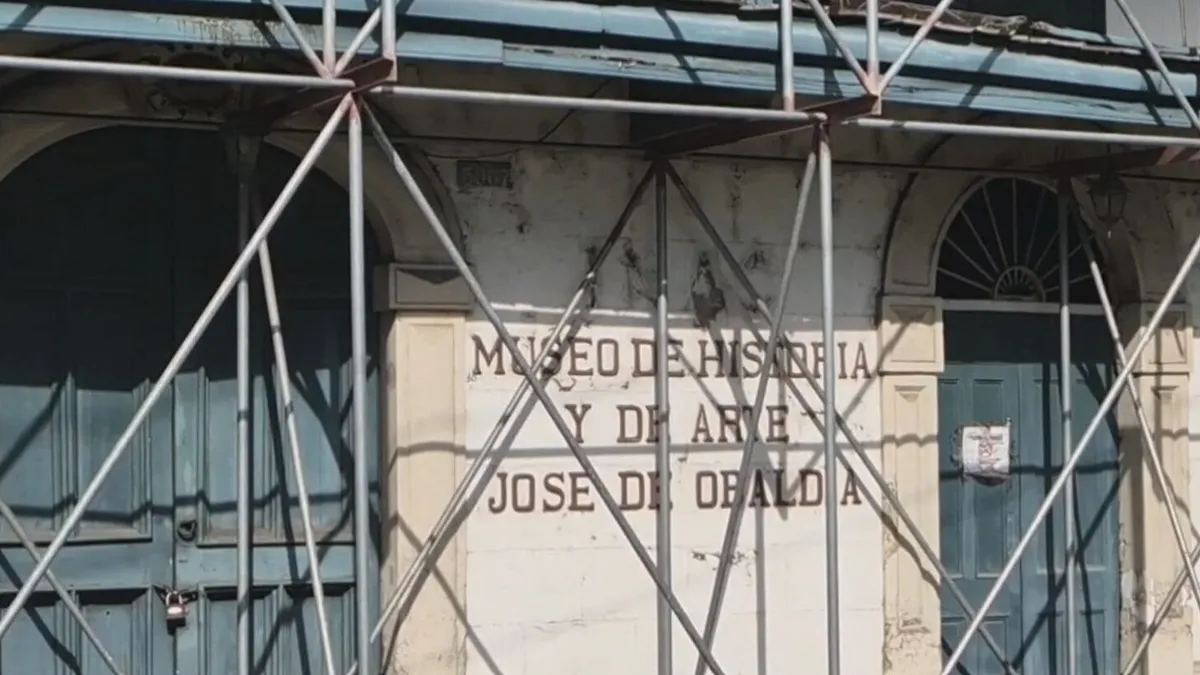 MUSEO DE HISTORIA
Y DE ARTE
JOSE DE OBALDIA